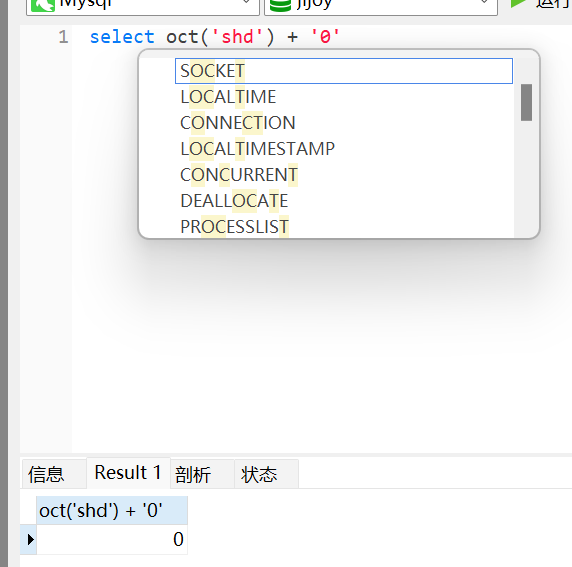 Mysql jijoy 运行
1 select oct('shd') + '0'
SOCKET
LOCALTIME
CONNECTION
LOCALTIMESTAMP
CONCURRENT
DEALLOCATE
PROCESSLIST
信息 Result 1 剖析 状态
oct('shd') + '0'
0